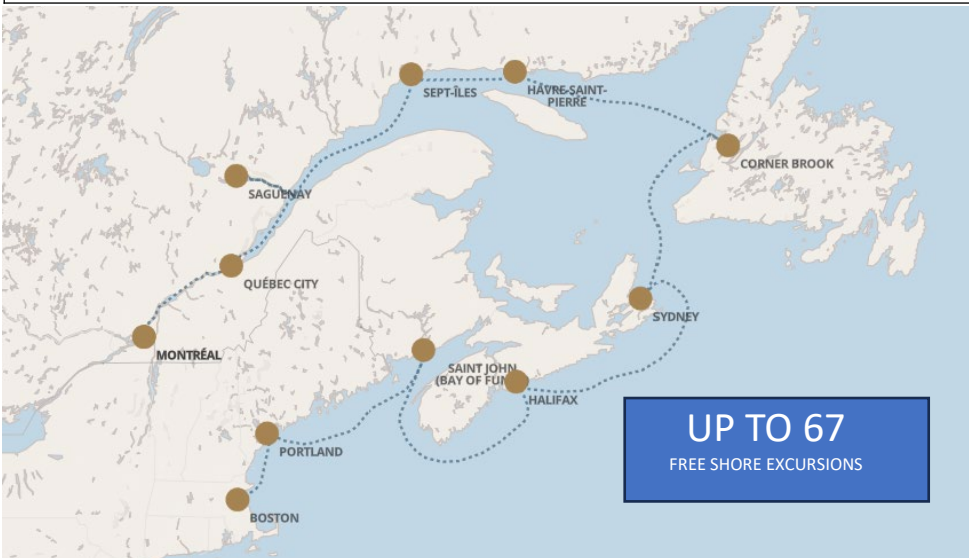 SEPT-ÎLES
HAVRE-SAINT-
PIERRE
CORNER BROOK
SAGUENAY
QUÉBEC CITY
SYDNEY
MONTRÉAL
SAINT JOHN
(BAY OF FUN
HALIFAX
UP TO 67
FREE SHORE EXCURSIONS
PORTLAND
BOSTON